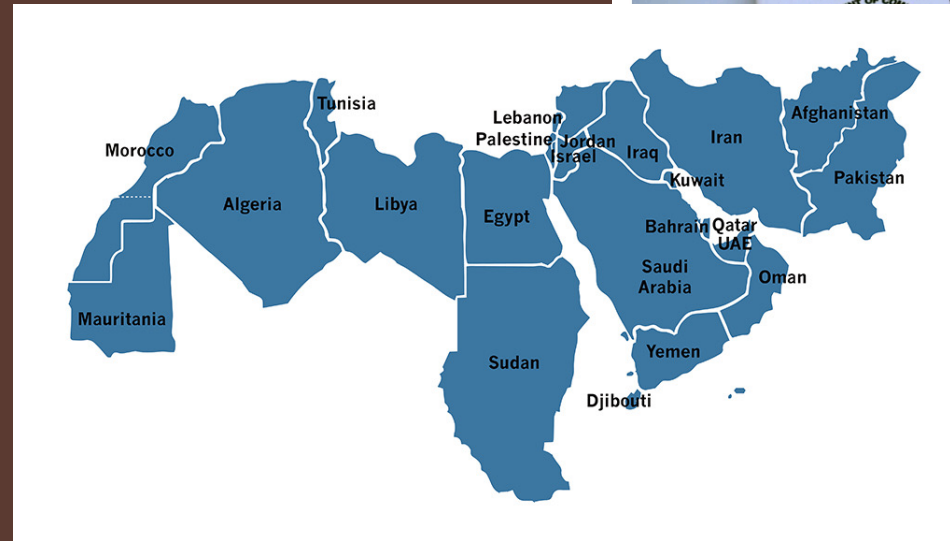 Tunisia
Lebanon
Palestine
Jordan
Israel
Morocco
Iraq
Iran
Afghanistan
Pakistan
Kuwait
Algeria
Libya
Egypt
Bahrain
Qatar
UAE
Saudi
Arabia
Oman
Mauritania
Yemen
Sudan
Djibouti